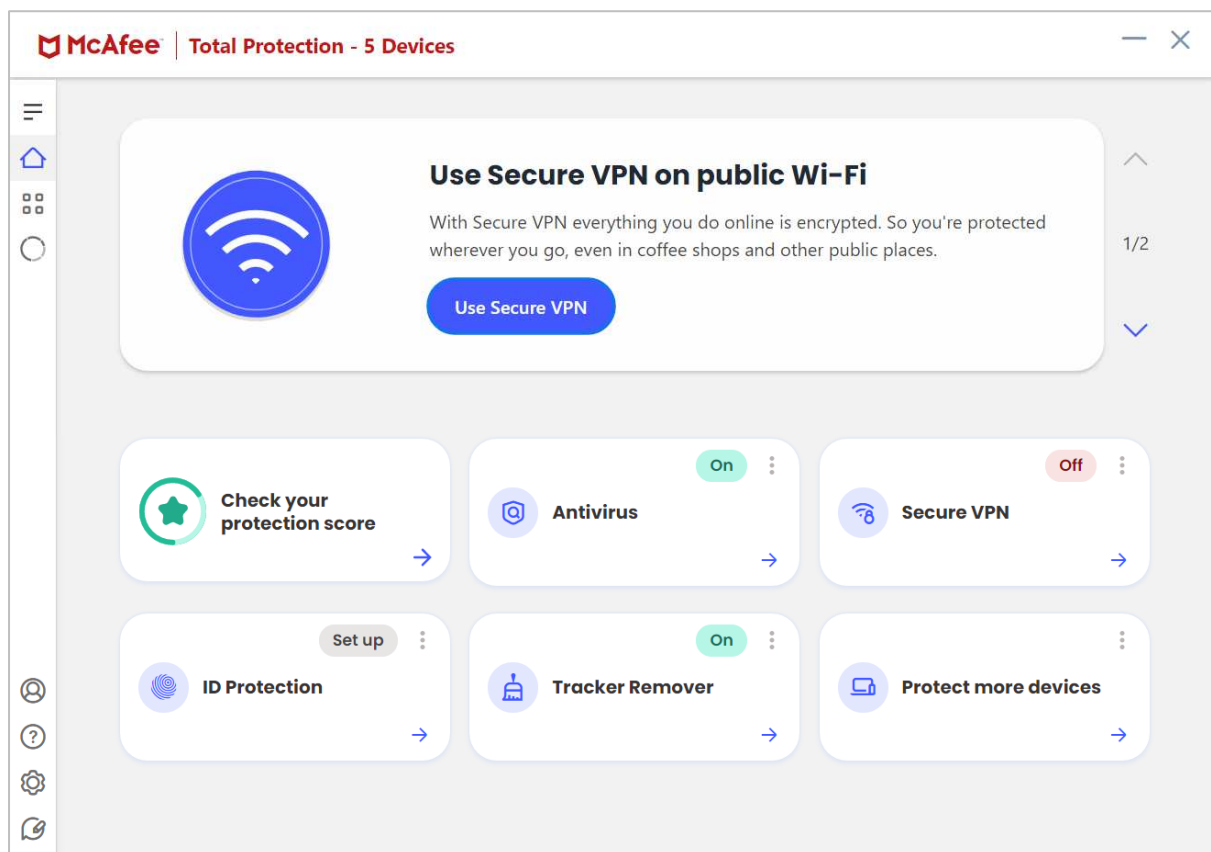 McAfee™ Total Protection - 5 Devices
Use Secure VPN on public Wi-Fi
With Secure VPN everything you do online is encrypted. So you're protected
wherever you go, even in coffee shops and other public places.
Use Secure VPN
1/2
Check your
protection score
On
Antivirus
Off
Secure VPN
Set up
ID Protection
On
Tracker Remover
Protect more devices